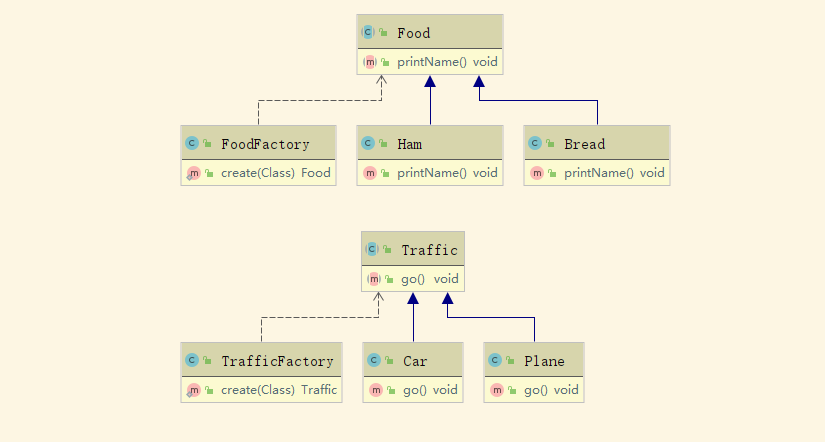 Food
printName() void
FoodFactory
create(Class) Food
Ham
printName() void
Bread
printName() void
Traffic
go() void
TrafficFactory
create(Class) Traffic
Car
go() void
Plane
go() void